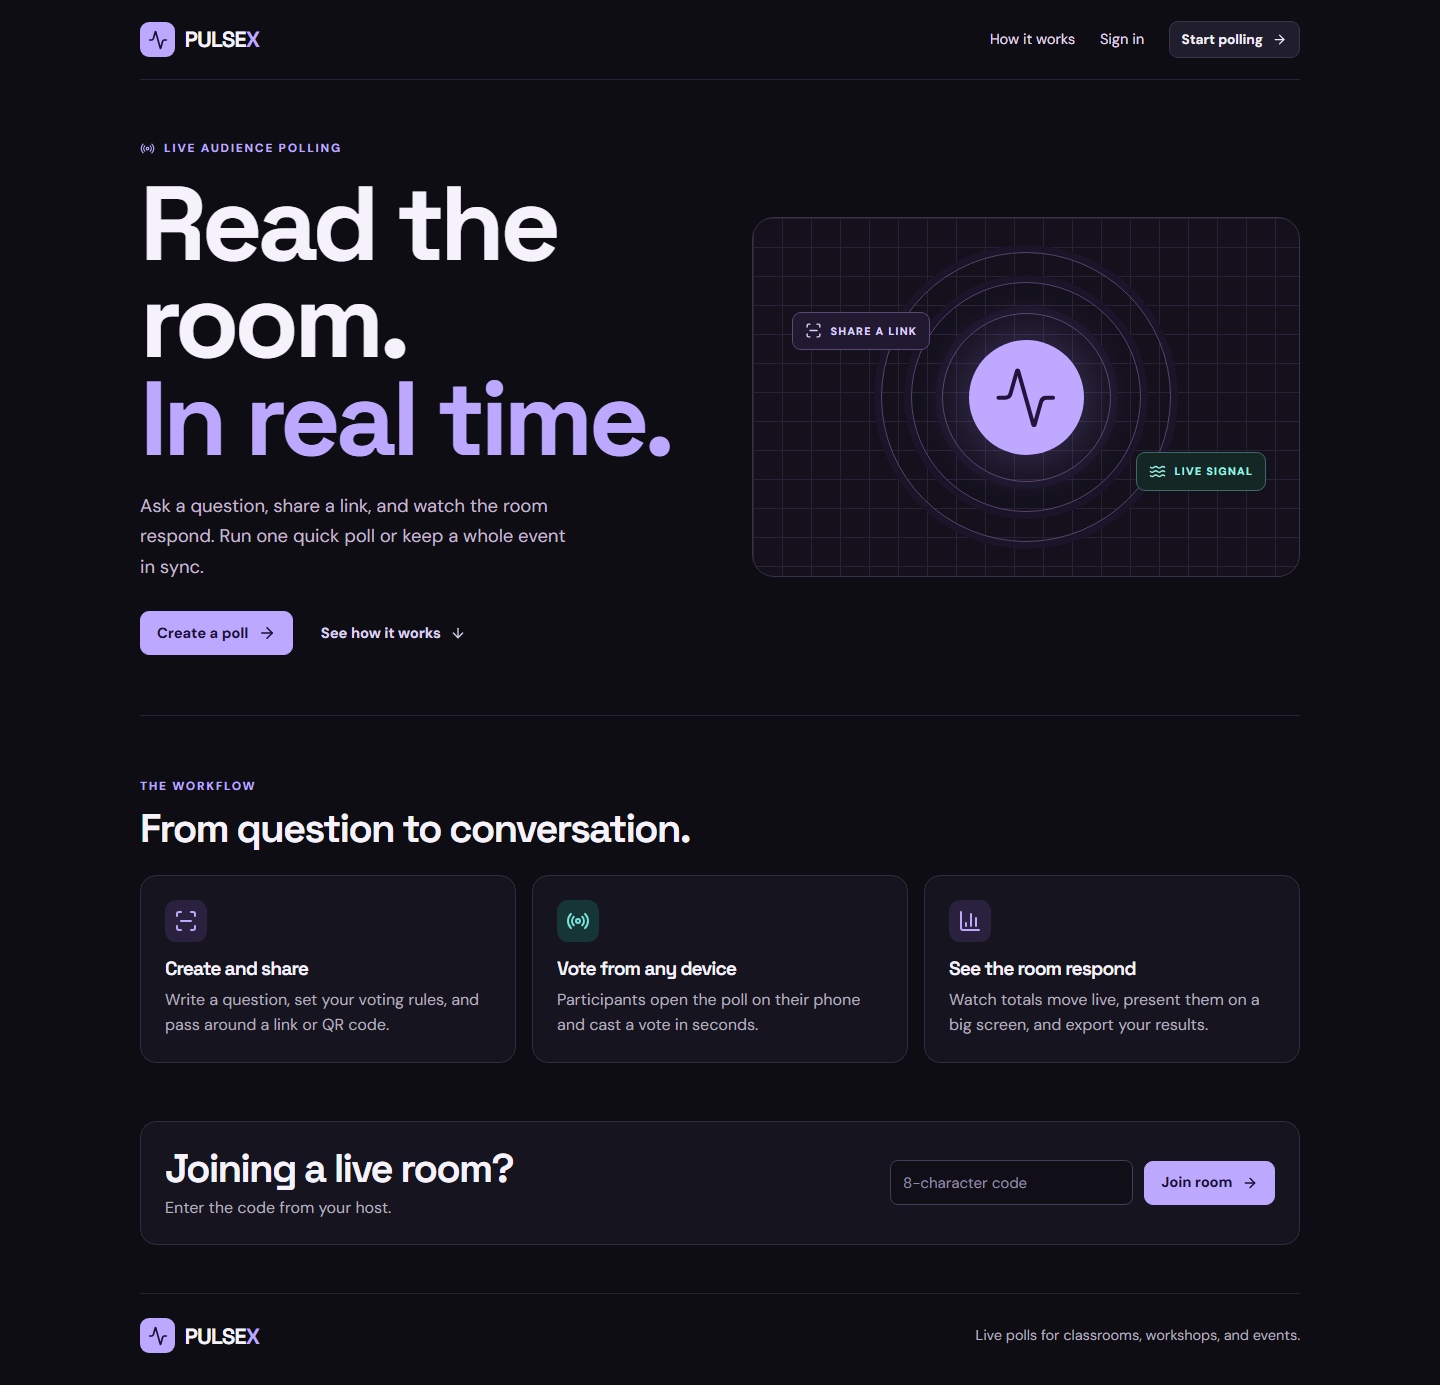 PULSEX
How it works
Sign in
Start polling
LIVE AUDIENCE POLLING
Read the
room.
In real time.
Ask a question, share a link, and watch the room
respond. Run one quick poll or keep a whole event
in sync.
Create a poll
See how it works
SHARE A LINK
LIVE SIGNAL
THE WORKFLOW
From question to conversation.
Create and share
Write a question, set your voting rules, and
pass around a link or QR code.
Vote from any device
Participants open the poll on their phone
and cast a vote in seconds.
See the room respond
Watch totals move live, present them on a
big screen, and export your results.
Joining a live room?
Enter the code from your host.
8-character code
Join room
PULSEX
Live polls for classrooms, workshops, and events.